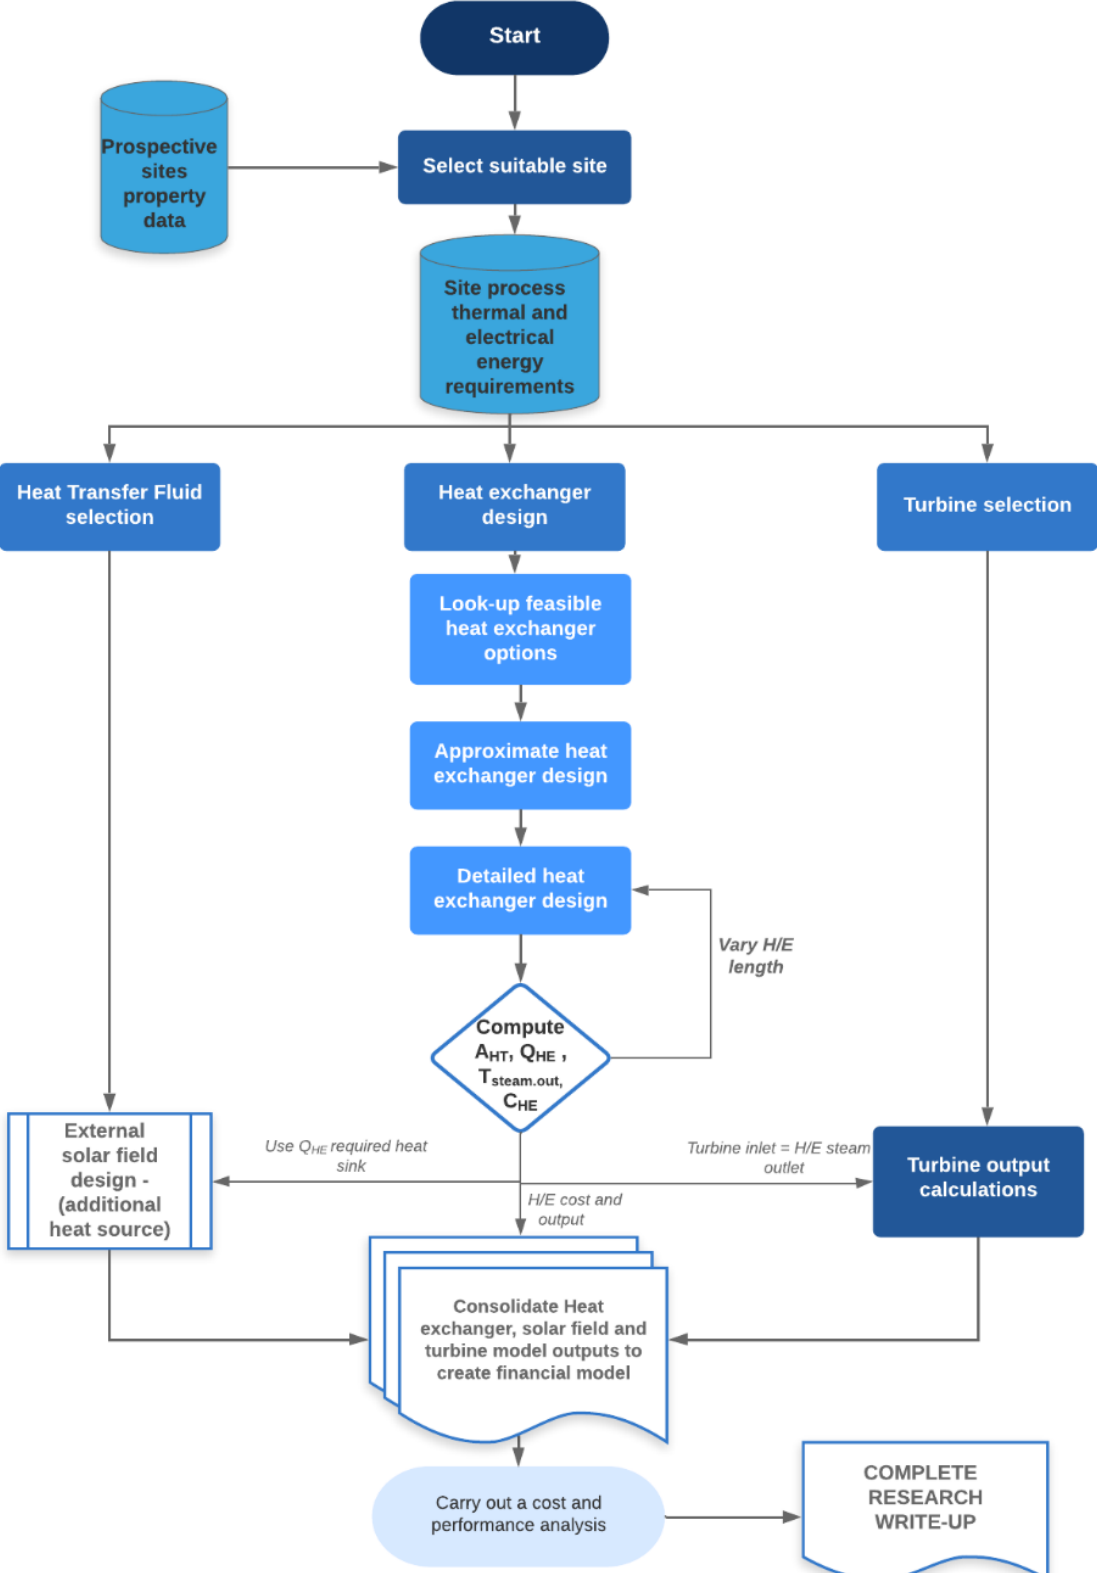 Start
Prospective
sites
property
data
Select suitable site
Site process
thermal and
electrical
energy
requirements
Heat Transfer Fluid
selection
Heat exchanger
design
Turbine selection
Look-up feasible
heat exchanger
options
Approximate heat
exchanger design
Detailed heat
exchanger design
Vary H/E
length
Compute
AHT, QHE ,
Tsteam.out,
CHE
External
solar field
design -
(additional
heat source)
Use QHE required heat
sink
Turbine inlet = H/E steam
outlet
Turbine output
calculations
H/E cost and
output
Consolidate Heat
exchanger, solar field and
turbine model outputs to
create financial model
Carry out a cost and
performance analysis
COMPLETE
RESEARCH
WRITE-UP